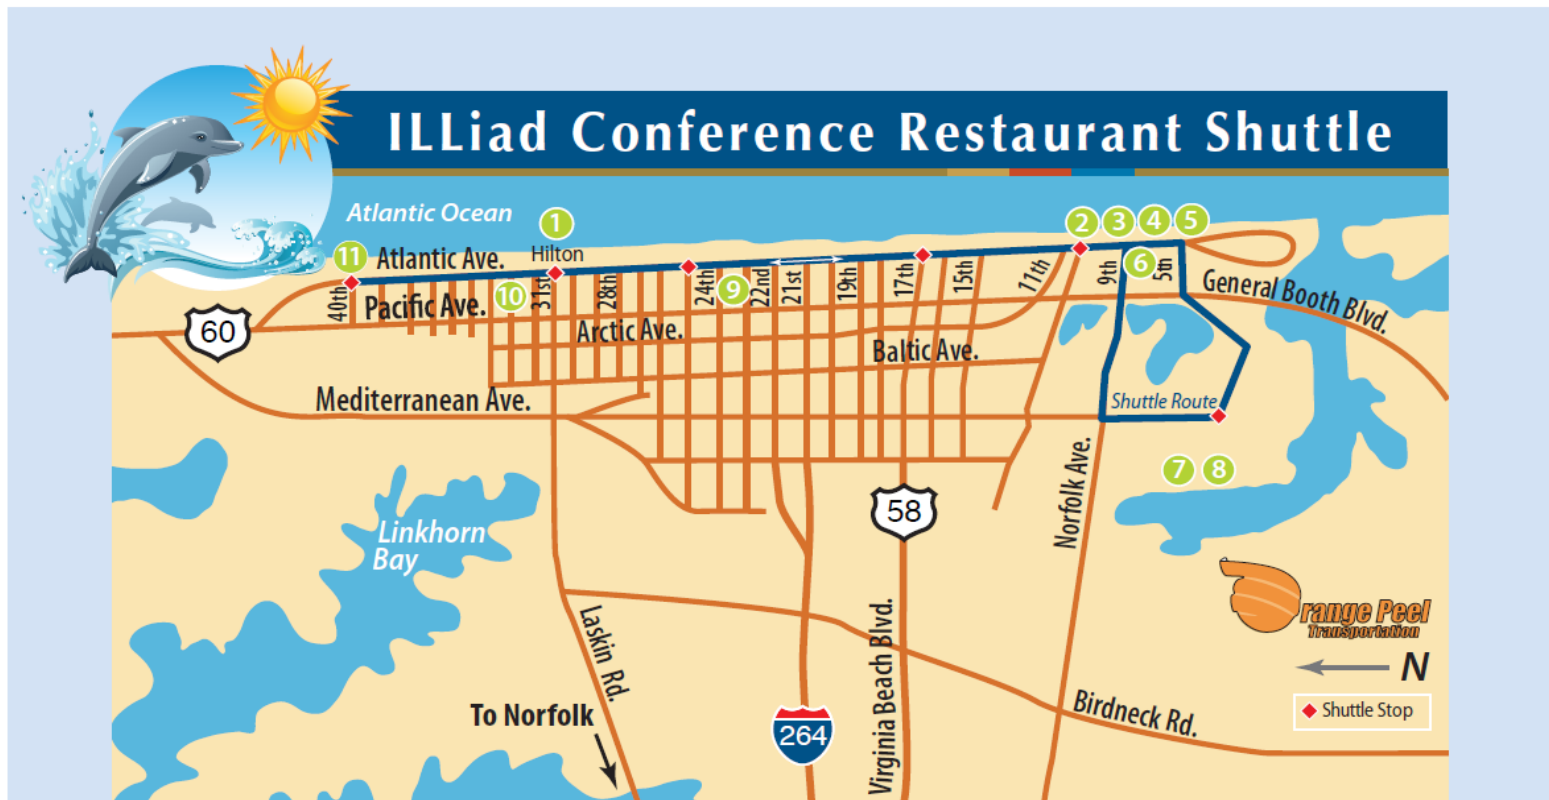 ILLiad Conference Restaurant Shuttle
Atlantic Ocean
1
2
3
4
5
11
Atlantic Ave.
Hilton
6
40th
Pacific Ave.
10
31st
28th
24th
9
22nd
21st
19th
17th
15th
11th
9th
5th
General Booth Blvd.
60
Arctic Ave.
Baltic Ave.
Mediterranean Ave.
Shuttle Route
7
8
Norfolk Ave.
58
Linkhorn
Bay
range Peel
Transportation
Laskin Rd.
Virginia Beach Blvd.
N
To Norfolk
Birdneck Rd.
Shuttle Stop
264